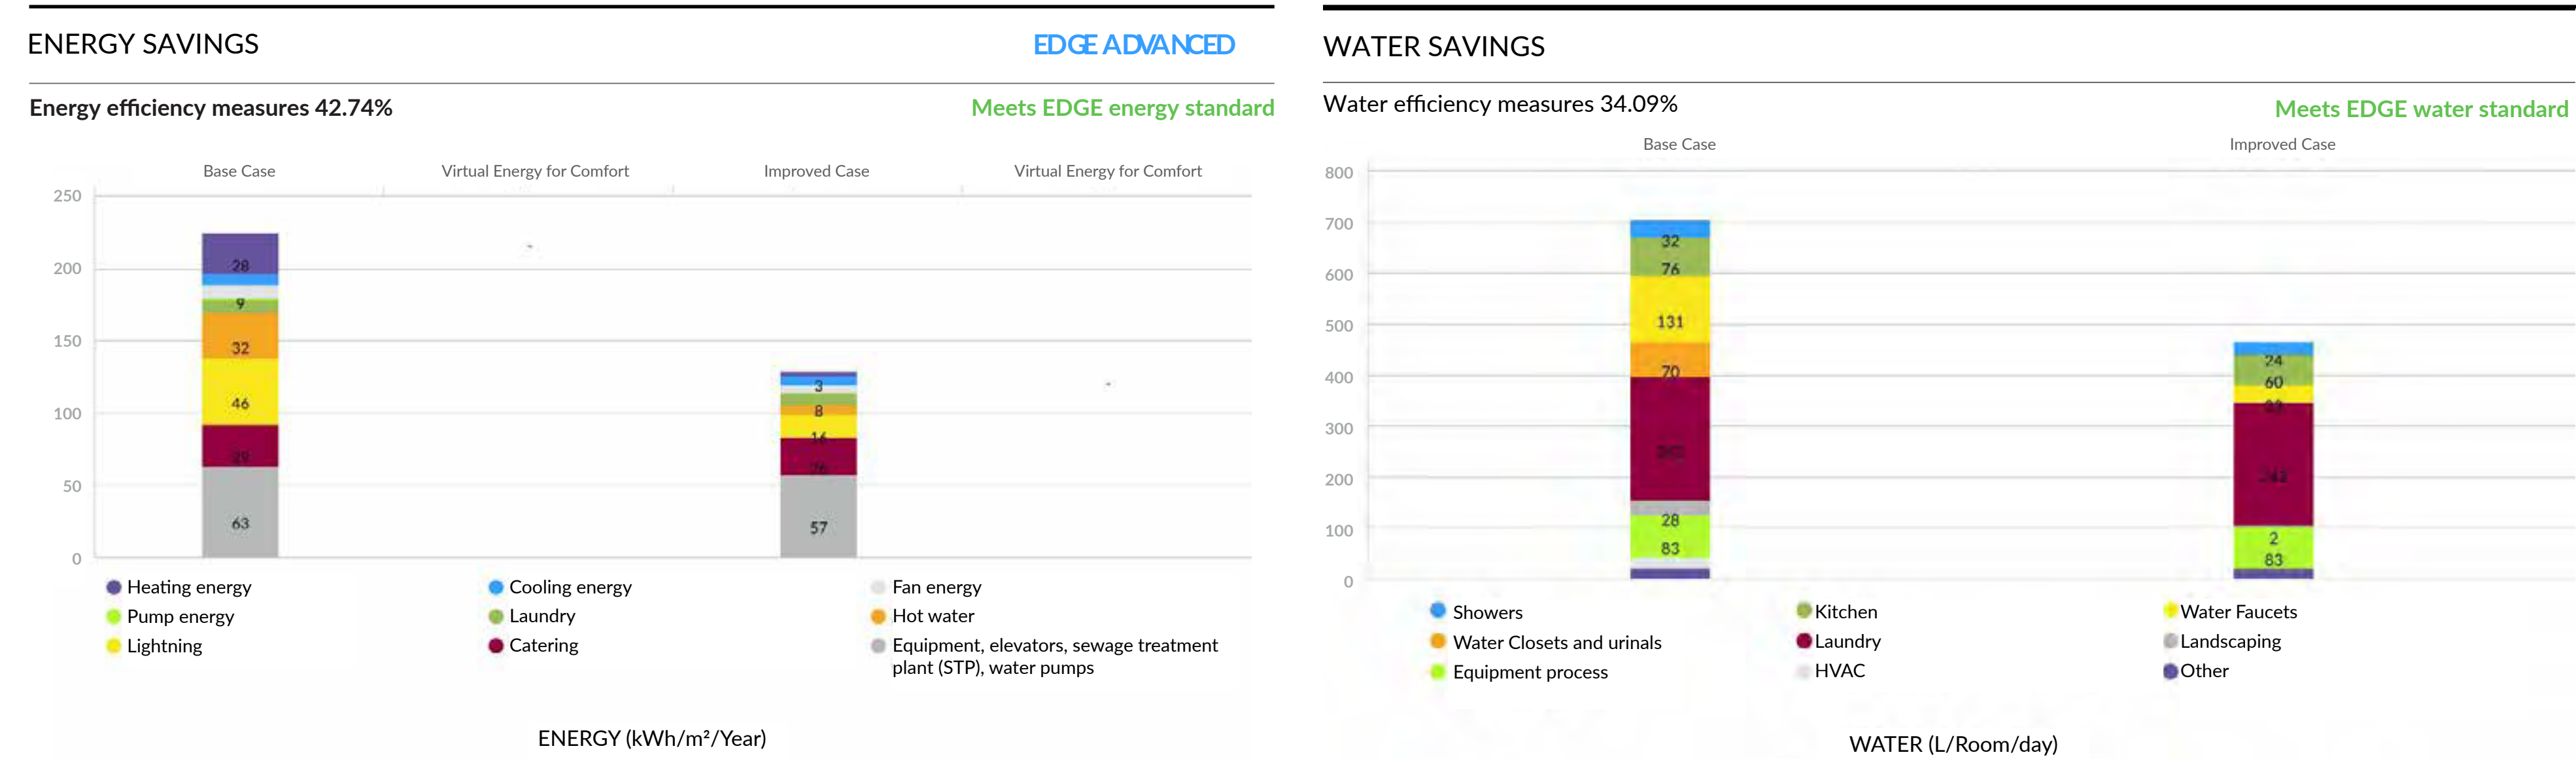 ENERGY SAVINGS
EDGE ADVANCED
Energy efficiency measures 42.74%
Meets EDGE energy standard
Base Case
Virtual Energy for Comfort
Improved Case
Virtual Energy for Comfort
250
200
150
100
50
0
28
9
32
46
29
63
3
8
16
26
57
Heating energy
Cooling energy
Fan energy
Pump energy
Laundry
Hot water
Lightning
Catering
Equipment, elevators, sewage treatment
plant (STP), water pumps
ENERGY (kWh/m²/Year)
WATER SAVINGS
Water efficiency measures 34.09%
Meets EDGE water standard
Base Case
Improved Case
800
700
600
500
400
300
200
100
0
32
76
131
70
28
83
24
60
242
2
83
Showers
Kitchen
Water Faucets
Water Closets and urinals
Laundry
Landscaping
Equipment process
HVAC
Other
WATER (L/Room/day)